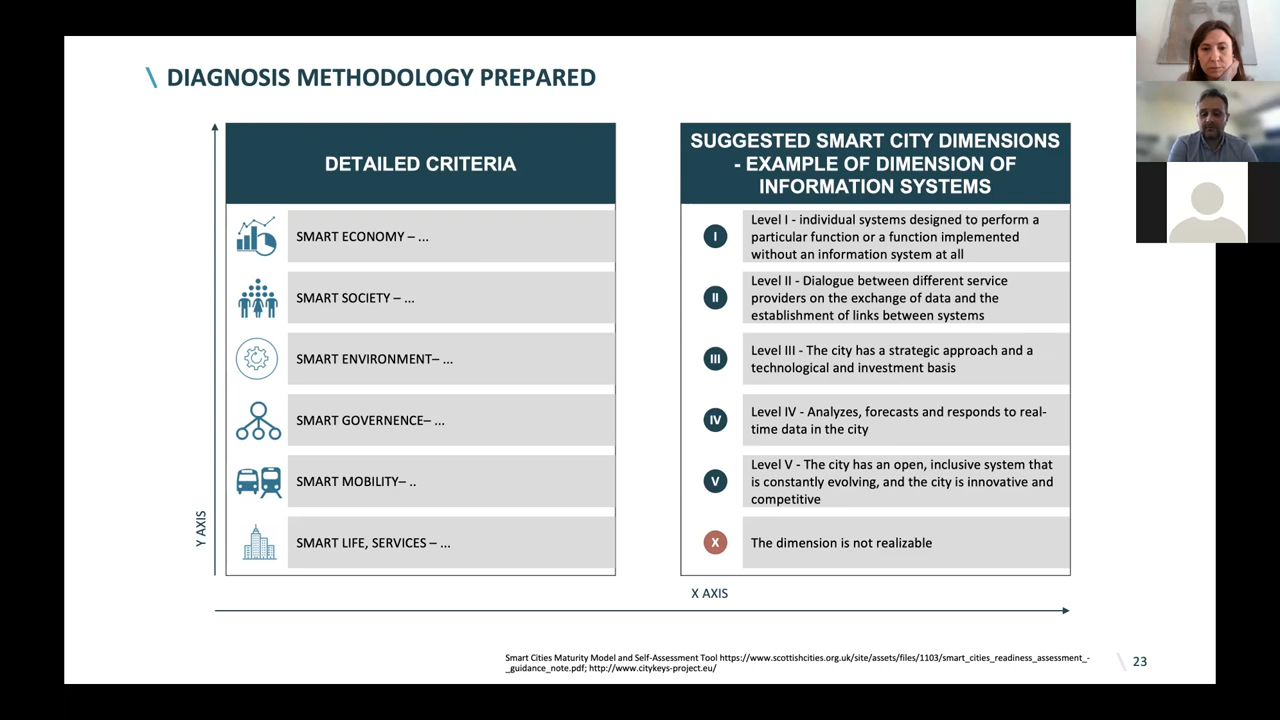 \ DIAGNOSIS METHODOLOGY PREPARED
DETAILED CRITERIA
SMART ECONOMY – ...
SMART SOCIETY – ...
SMART ENVIRONMENT– ...
SMART GOVERNENCE– ...
SMART MOBILITY– ..
SMART LIFE, SERVICES – ...
Y AXIS
SUGGESTED SMART CITY DIMENSIONS
- EXAMPLE OF DIMENSION OF
INFORMATION SYSTEMS
I
Level I - individual systems designed to perform a
particular function or a function implemented
without an information system at all
II
Level II - Dialogue between different service
providers on the exchange of data and the
establishment of links between systems
III
Level III - The city has a strategic approach and a
technological and investment basis
IV
Level IV - Analyzes, forecasts and responds to real-
time data in the city
V
Level V - The city has an open, inclusive system that
is constantly evolving, and the city is innovative and
competitive
X
The dimension is not realizable
X AXIS
Smart Cities Maturity Model and Self-Assessment Tool https://www.scottishcities.org.uk/site/assets/files/1103/smart_cities_readiness_assessment_-
_guidance_note.pdf; http://www.citykeys-project.eu/
\ 23